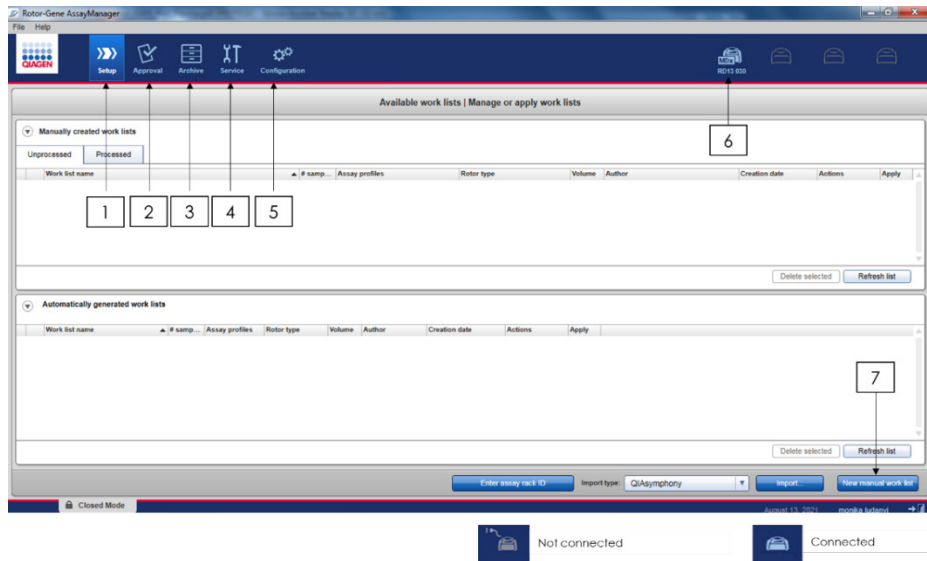 Rotor-Gene AssayManager
File Help
QIAGEN
Setup Approval Archive Service Configuration
MDx
RD13 030
Available work lists | Manage or apply work lists
Manually created work lists
6
Unprocessed Processed
Work list name # samp... Assay profiles Rotor type Volume Author Creation date Actions Apply
1 2 3 4 5
Delete selected Refresh list
Automatically generated work lists
Work list name # samp... Assay profiles Rotor type Volume Author Creation date Actions Apply
7
Delete selected Refresh list
Enter assay rack ID Import type: QIAsymphony Import... New manual work list
Closed Mode August 13, 2021 monika ludanyi
Not connected Connected